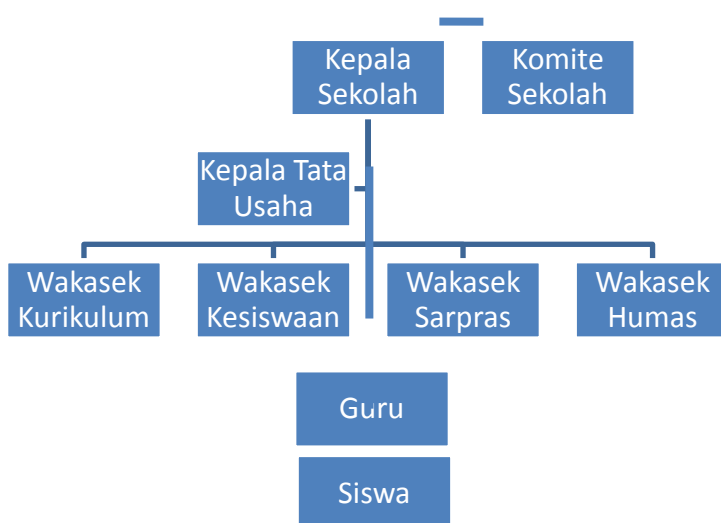 Kepala
Sekolah
Komite
Sekolah
Kepala Tata
Usaha
Wakasek
Kurikulum
Wakasek
Kesiswaan
Wakasek
Sarpras
Wakasek
Humas
Guru
Siswa